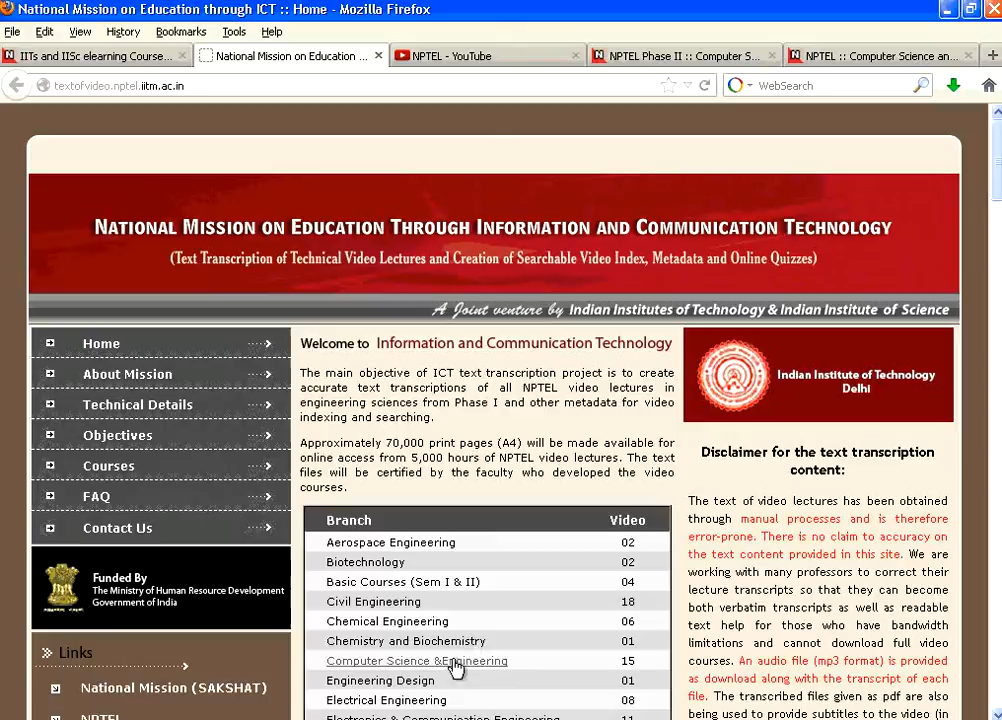 National Mission on Education through ICT :: Home - Mozilla Firefox
File Edit View History Bookmarks Tools Help
IITs and IISc elearning Course... × National Mission on Education ... × NPTEL - YouTube × NPTEL Phase II :: Computer S... × NPTEL :: Computer Science an... × +
textofvideo.nptel.iitm.ac.in
WebSearch
NATIONAL MISSION ON EDUCATION THROUGH INFORMATION AND COMMUNICATION TECHNOLOGY
(Text Transcription of Technical Video Lectures and Creation of Searchable Video Index, Metadata and Online Quizzes)
A Joint venture by Indian Institutes of Technology & Indian Institute of Science
Home
About Mission
Technical Details
Objectives
Courses
FAQ
Contact Us
Funded By
The Ministry of Human Resource Development
Government of India
Links
National Mission (SAKSHAT)
NPTEL
Welcome to Information and Communication Technology
The main objective of ICT text transcription project is to create
accurate text transcriptions of all NPTEL video lectures in
engineering sciences from Phase I and other metadata for video
indexing and searching.
Approximately 70,000 print pages (A4) will be made available for
online access from 5,000 hours of NPTEL video lectures. The text
files will be certified by the faculty who developed the video
courses.
Branch Video
Aerospace Engineering 02
Biotechnology 02
Basic Courses (Sem I & II) 04
Civil Engineering 18
Chemical Engineering 06
Chemistry and Biochemistry 01
Computer Science &Engineering 15
Engineering Design 01
Electrical Engineering 08
Electronics & Communication Engineering 11
Indian Institute of Technology
Delhi
Disclaimer for the text transcription
content:
The text of video lectures has been obtained
through manual processes and is therefore
error-prone. There is no claim to accuracy on
the text content provided in this site. We are
working with many professors to correct their
lecture transcripts so that they can become
both verbatim transcripts as well as readable
text help for those who have bandwidth
limitations and cannot download full video
courses. An audio file (mp3 format) is provided
as download along with the transcript of each
file. The transcribed files given as pdf are also
being used to provide subtitles to the video (in